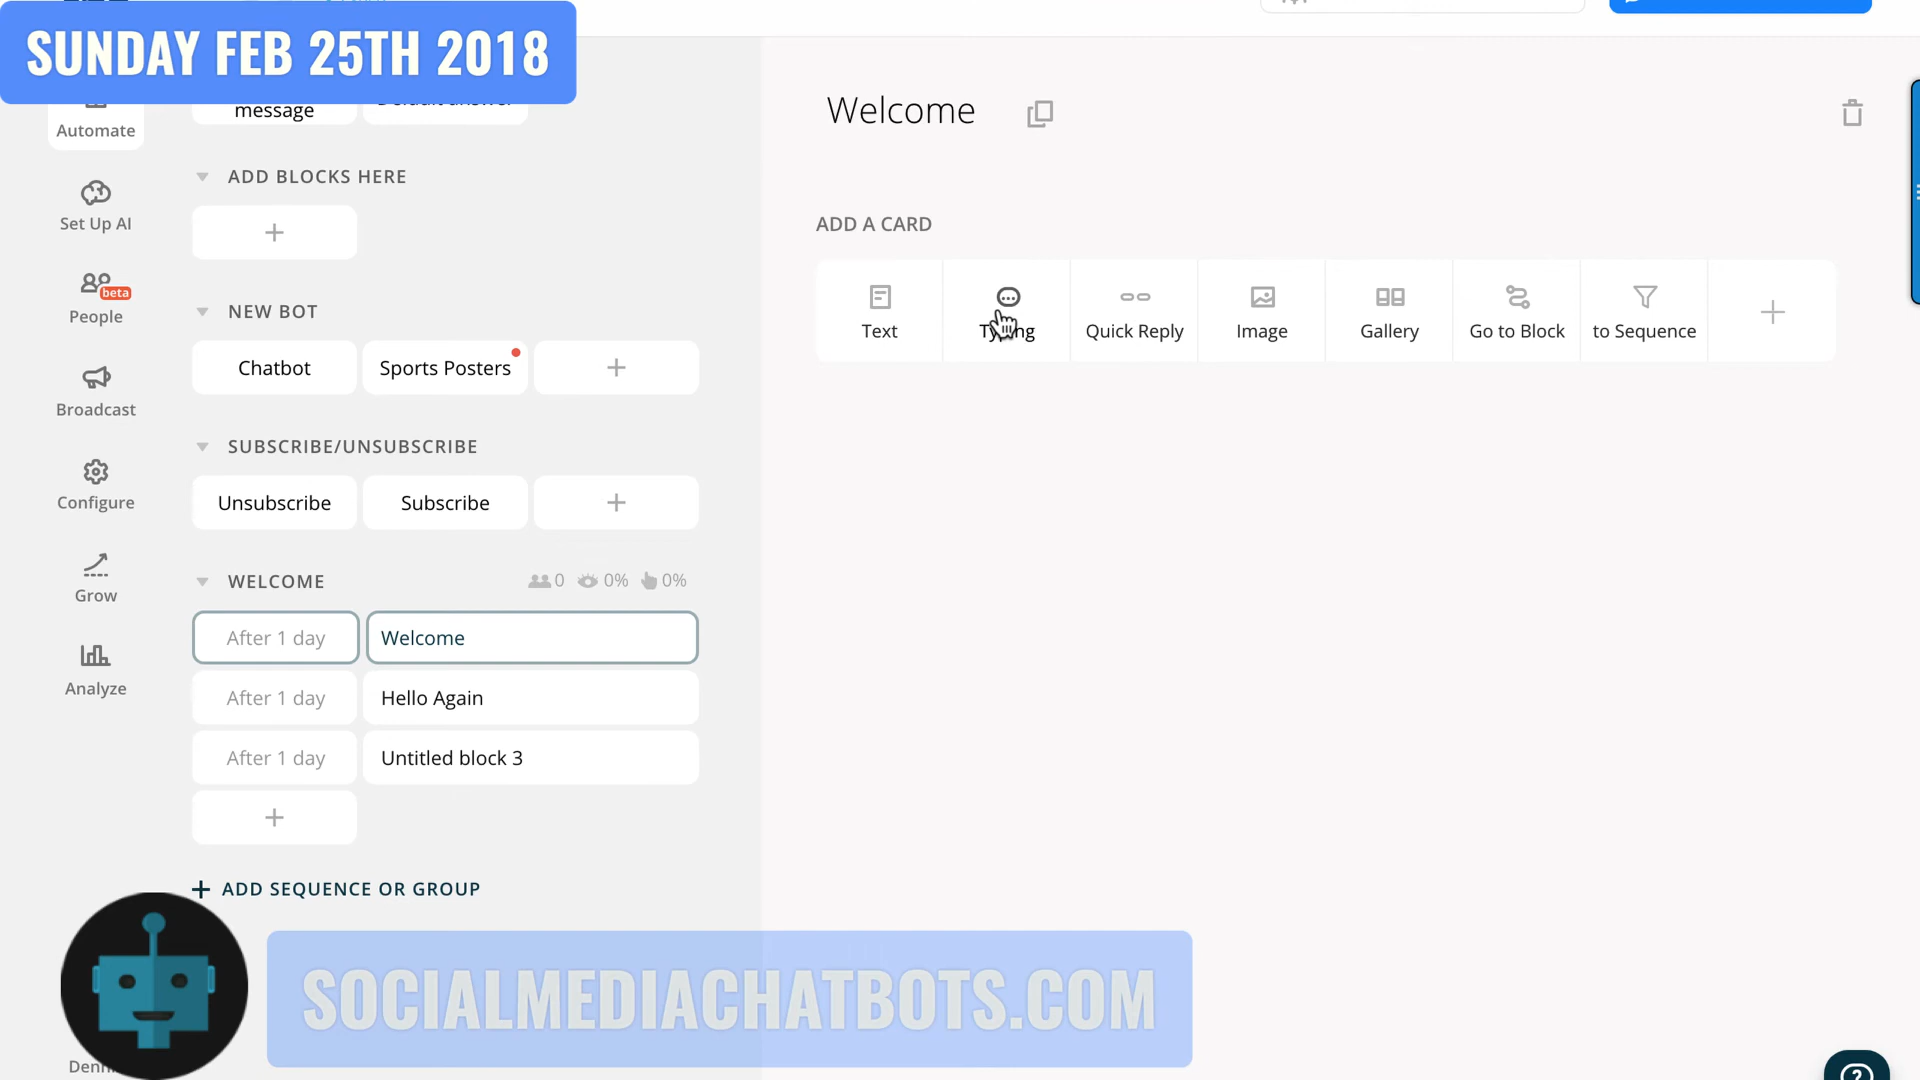 SUNDAY FEB 25TH 2018
message
Automate
Set Up AI
beta
People
Broadcast
Configure
Grow
Analyze
ADD BLOCKS HERE
+
NEW BOT
Chatbot
Sports Posters
+
SUBSCRIBE/UNSUBSCRIBE
Unsubscribe
Subscribe
+
WELCOME
0
0%
0%
After 1 day
Welcome
After 1 day
Hello Again
After 1 day
Untitled block 3
+
+ ADD SEQUENCE OR GROUP
Welcome
ADD A CARD
Text
Typing
Quick Reply
Image
Gallery
Go to Block
to Sequence
+
SOCIALMEDIACHATBOTS.COM
?